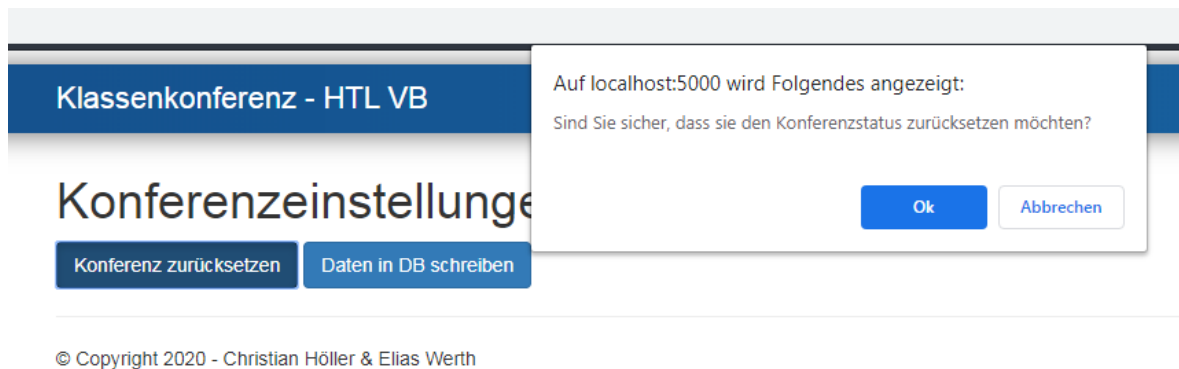 Klassenkonferenz - HTL VB
Auf localhost:5000 wird Folgendes angezeigt:
Sind Sie sicher, dass sie den Konferenzstatus zurücksetzen möchten?
Ok Abbrechen
Konferenzeinstellunge
Konferenz zurücksetzen Daten in DB schreiben
© Copyright 2020 - Christian Höller & Elias Werth